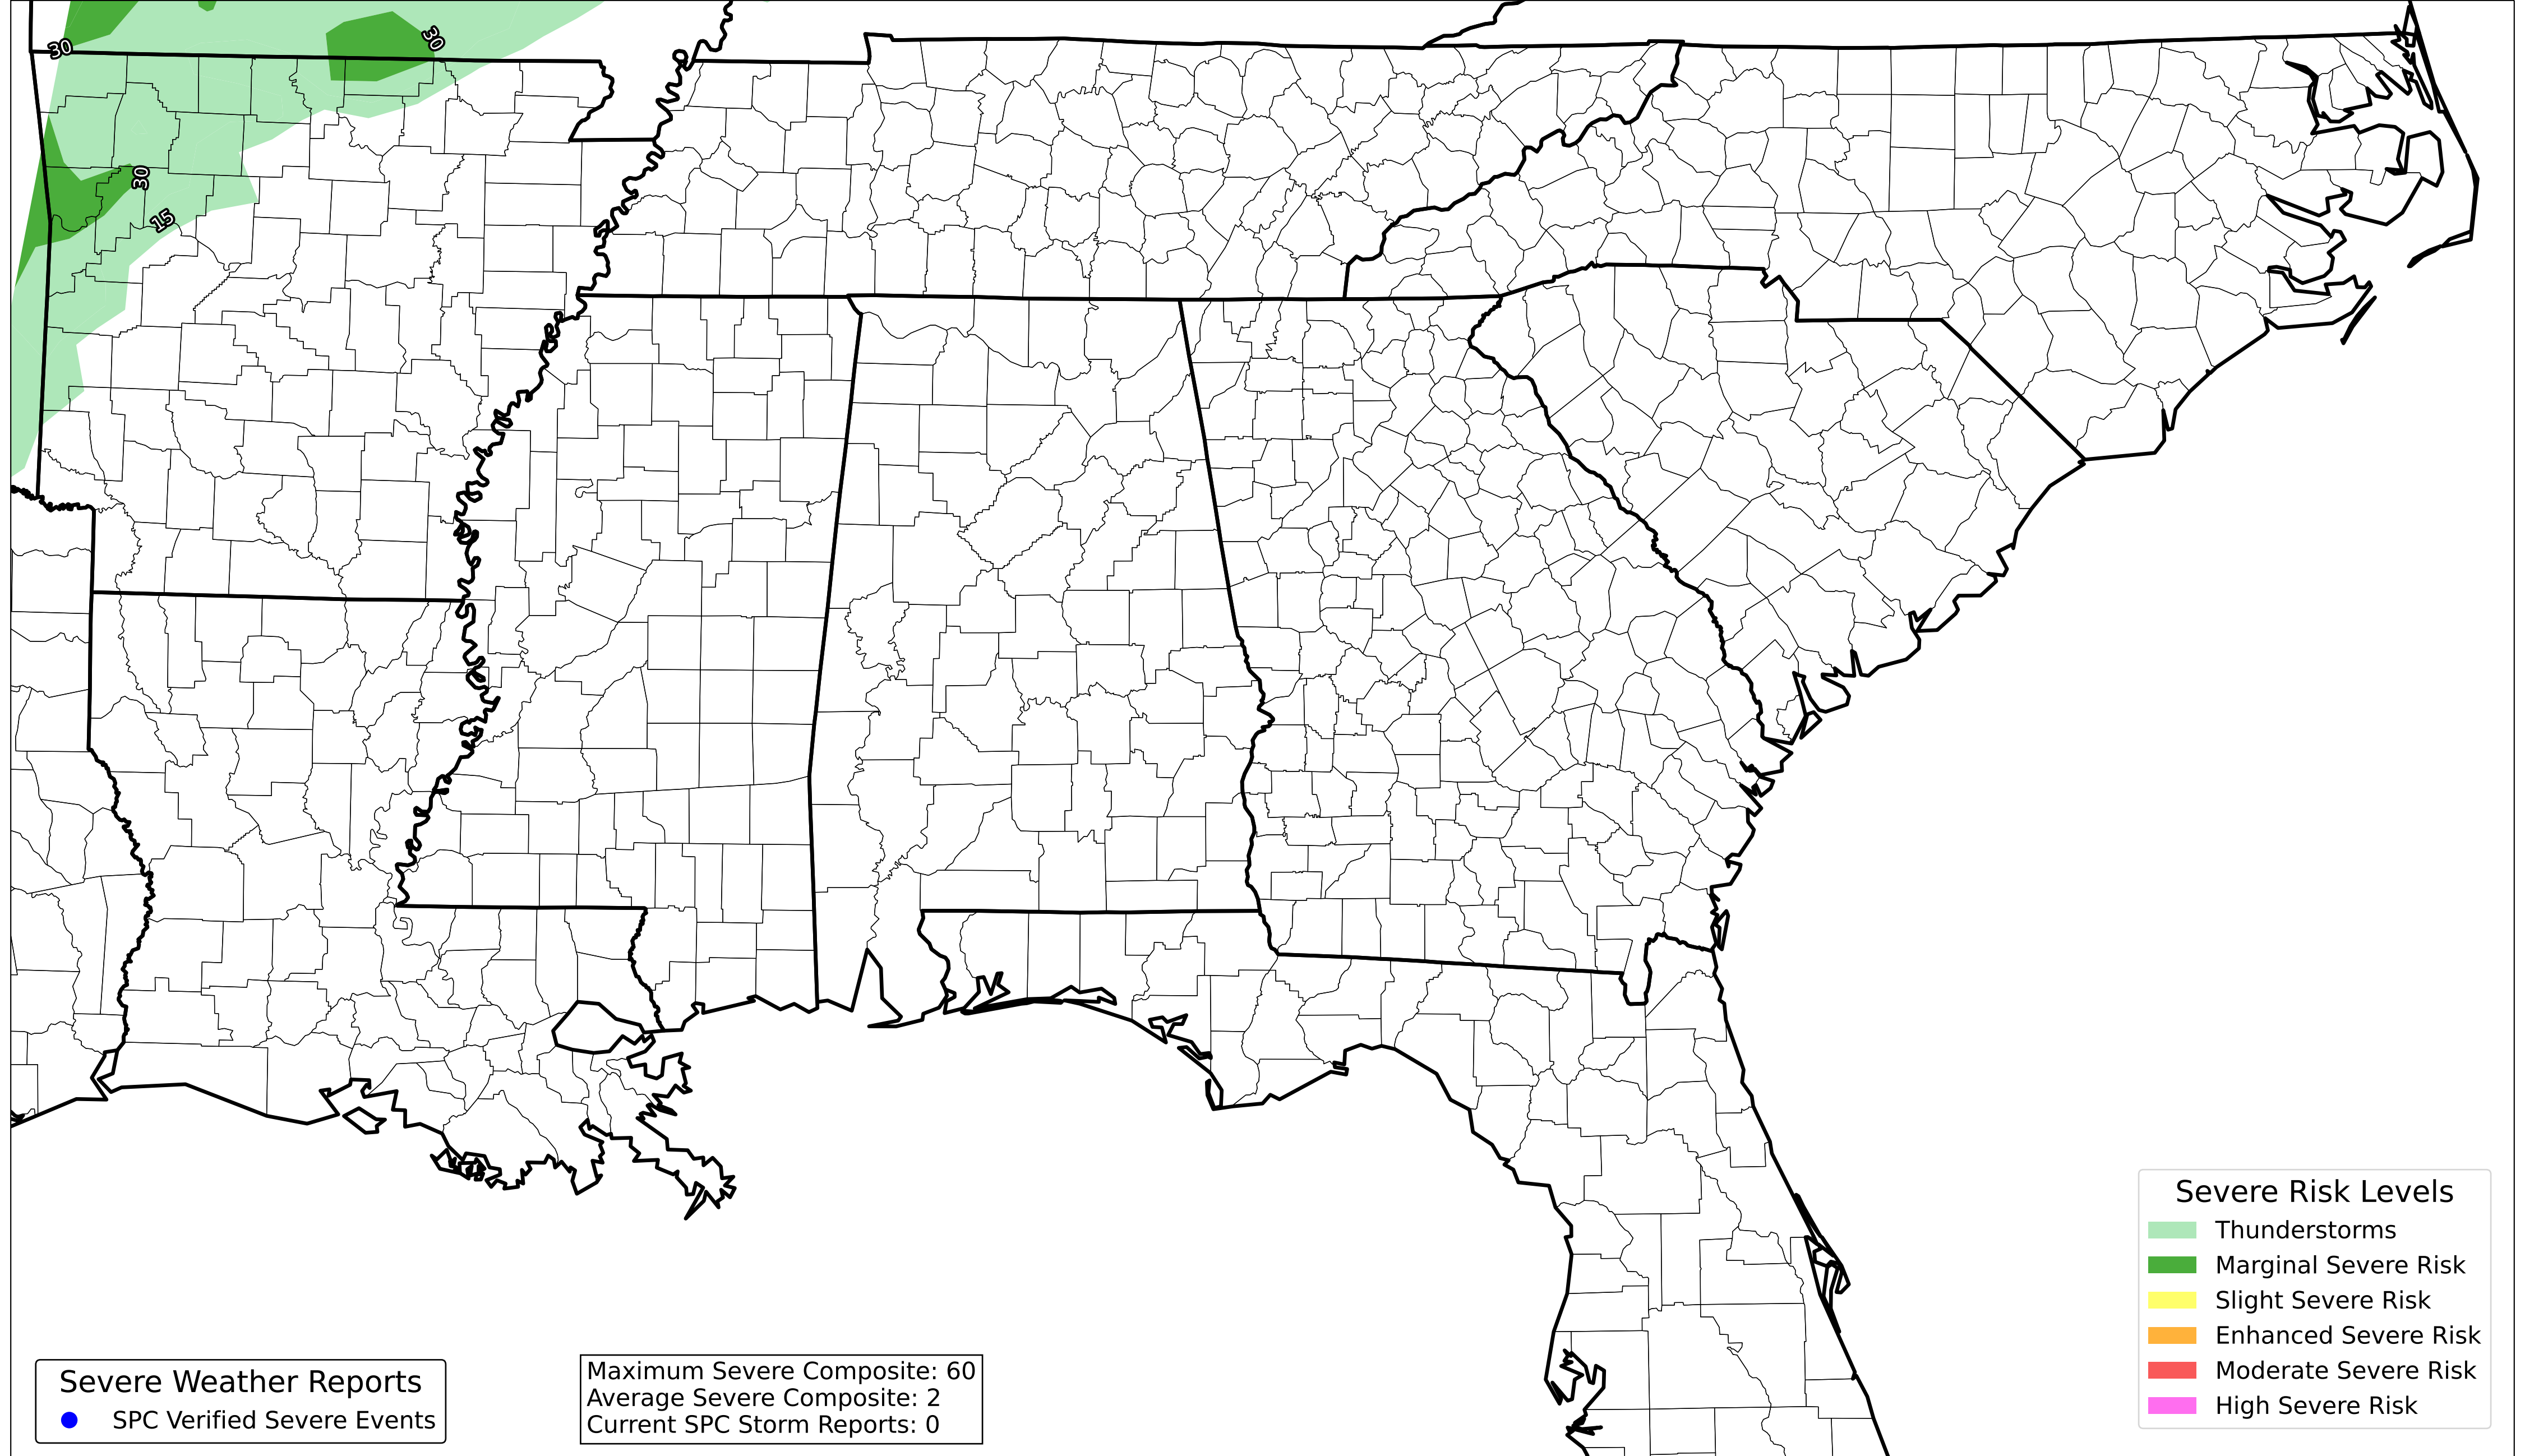 30
30
30
15
Severe Risk Levels
Thunderstorms
Marginal Severe Risk
Slight Severe Risk
Enhanced Severe Risk
Moderate Severe Risk
High Severe Risk
Severe Weather Reports
SPC Verified Severe Events
Maximum Severe Composite: 60
Average Severe Composite: 2
Current SPC Storm Reports: 0